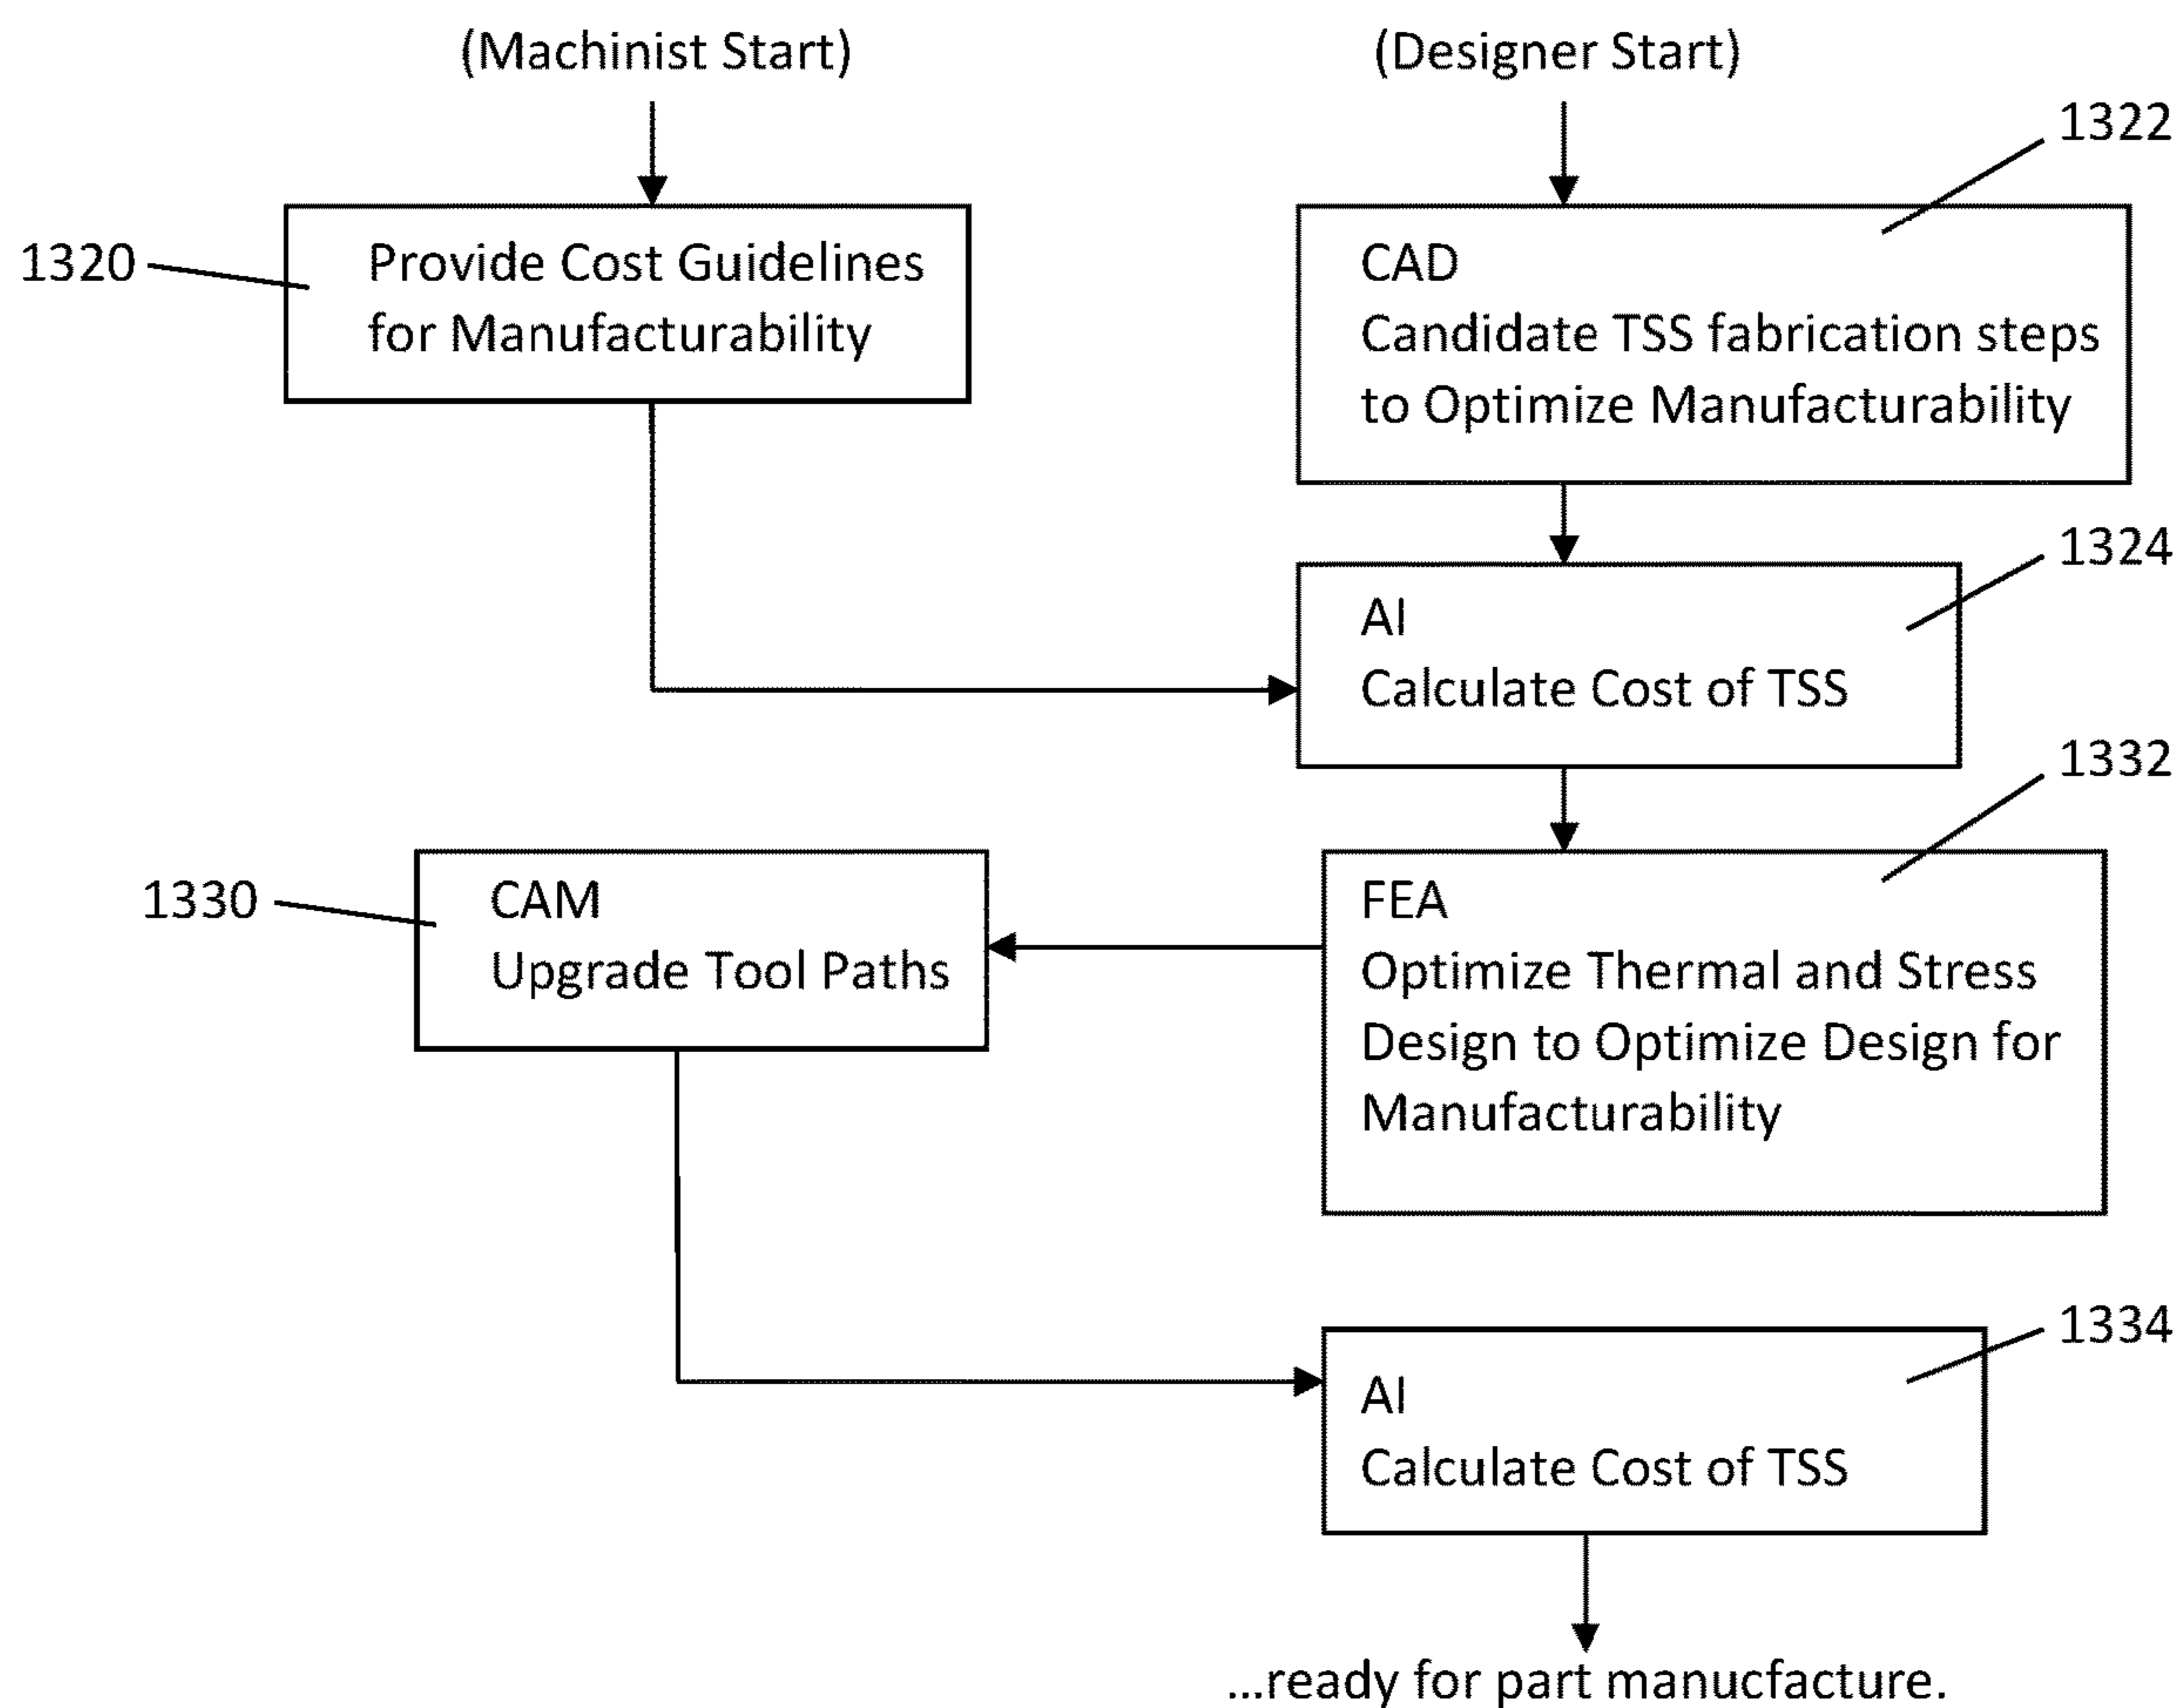 (Machinist Start)
(Designer Start)
1322
1320
Provide Cost Guidelines
for Manufacturability
CAD
Candidate TSS fabrication steps
to Optimize Manufacturability
1324
AI
Calculate Cost of TSS
1332
1330
CAM
Upgrade Tool Paths
FEA
Optimize Thermal and Stress
Design to Optimize Design for
Manufacturability
1334
AI
Calculate Cost of TSS
...ready for part manucfacture.